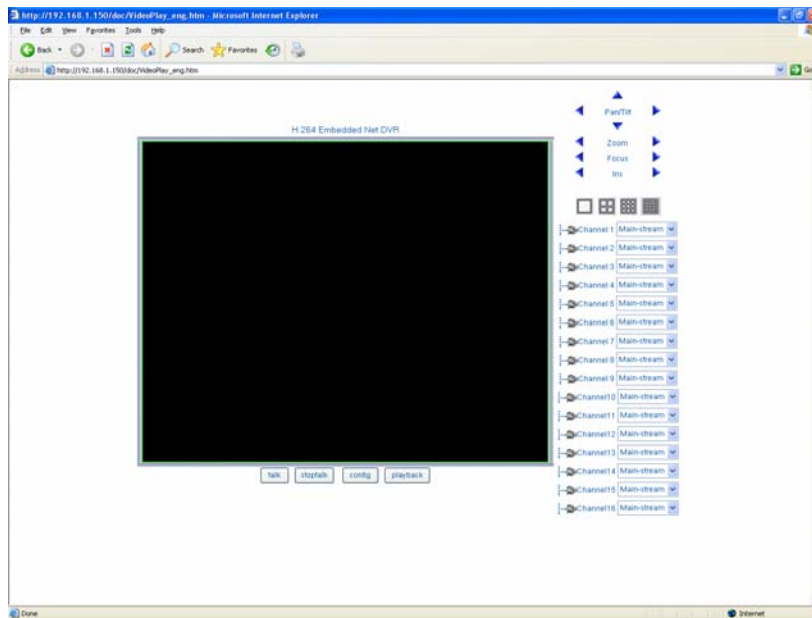 http://192.168.1.150/doc/VideoPlay_eng.htm - Microsoft Internet Explorer
File Edit View Favorites Tools Help
Back Search Favorites
Address http://192.168.1.150/doc/VideoPlay_eng.htm Go
H.264 Embedded Net DVR
Pan/Tilt
Zoom
Focus
Iris
Channel 1 Main-stream
Channel 2 Main-stream
Channel 3 Main-stream
Channel 4 Main-stream
Channel 5 Main-stream
Channel 6 Main-stream
Channel 7 Main-stream
Channel 8 Main-stream
Channel 9 Main-stream
Channel10 Main-stream
Channel11 Main-stream
Channel12 Main-stream
Channel13 Main-stream
Channel14 Main-stream
Channel15 Main-stream
Channel16 Main-stream
talk stoptalk config playback
Done Internet